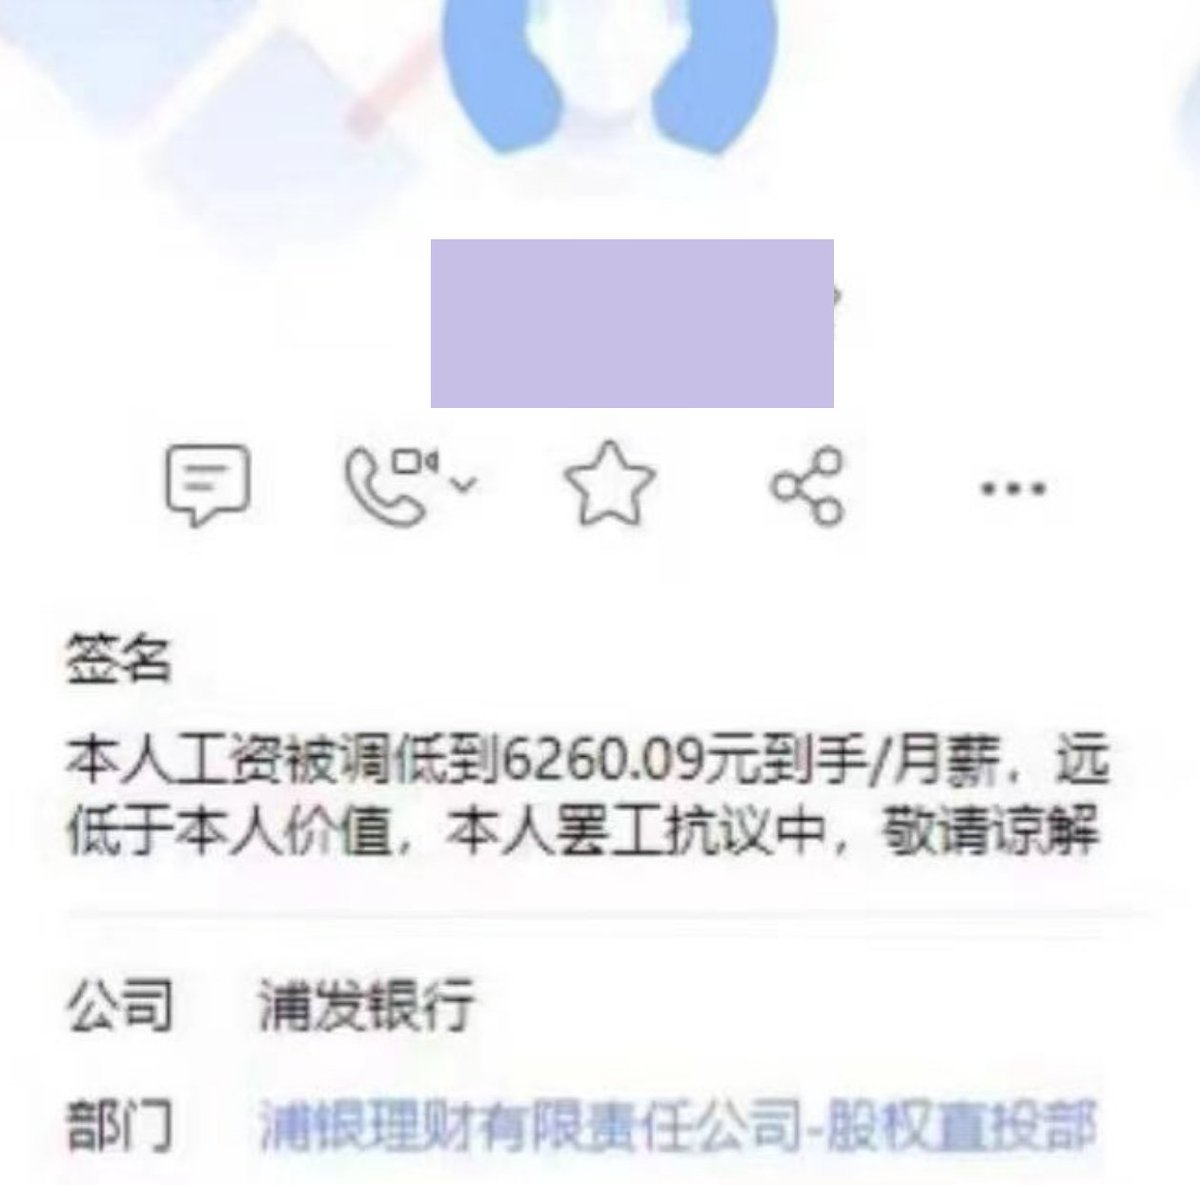 签名
本人工资被调低到6260.09元到手/月薪，远
低于本人价值，本人罢工抗议中，敬请谅解
公司 浦发银行
部门 浦银理财有限责任公司-股权直投部